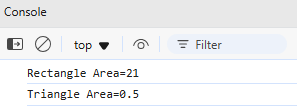 Console
top
Filter
Rectangle Area=21
Triangle Area=0.5